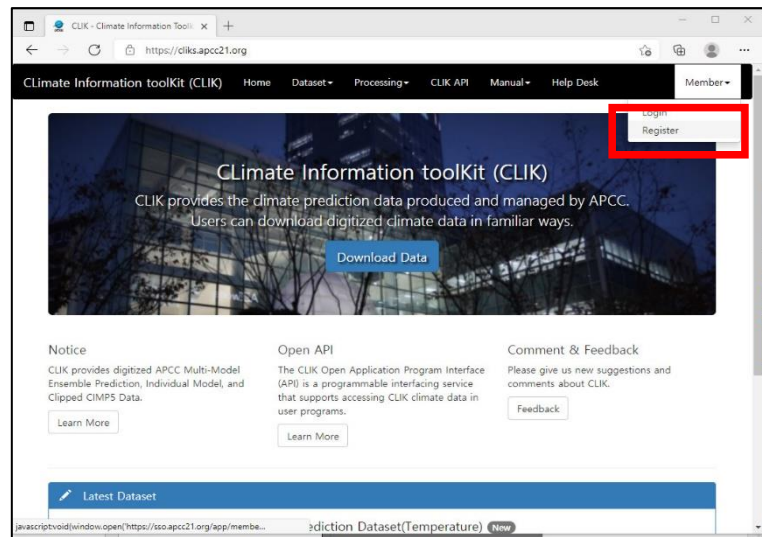 CLIK - Climate Information Toolk
https://cliks.apcc21.org
CLimate Information toolKit (CLIK) Home Dataset Processing CLIK API Manual Help Desk Member
Login
Register
CLimate Information toolKit (CLIK)
CLIK provides the climate prediction data produced and managed by APCC.
Users can download digitized climate data in familiar ways.
Download Data
Notice
CLIK provides digitized APCC Multi-Model
Ensemble Prediction, Individual Model, and
Clipped CIMP5 Data.
Learn More
Open API
The CLIK Open Application Program Interface
(API) is a programmable interfacing service
that supports accessing CLIK climate data in
user programs.
Learn More
Comment & Feedback
Please give us new suggestions and
comments about CLIK.
Feedback
Latest Dataset
ediction Dataset(Temperature) New
javascript:void(window.open('https://sso.apcc21.org/app/membe...